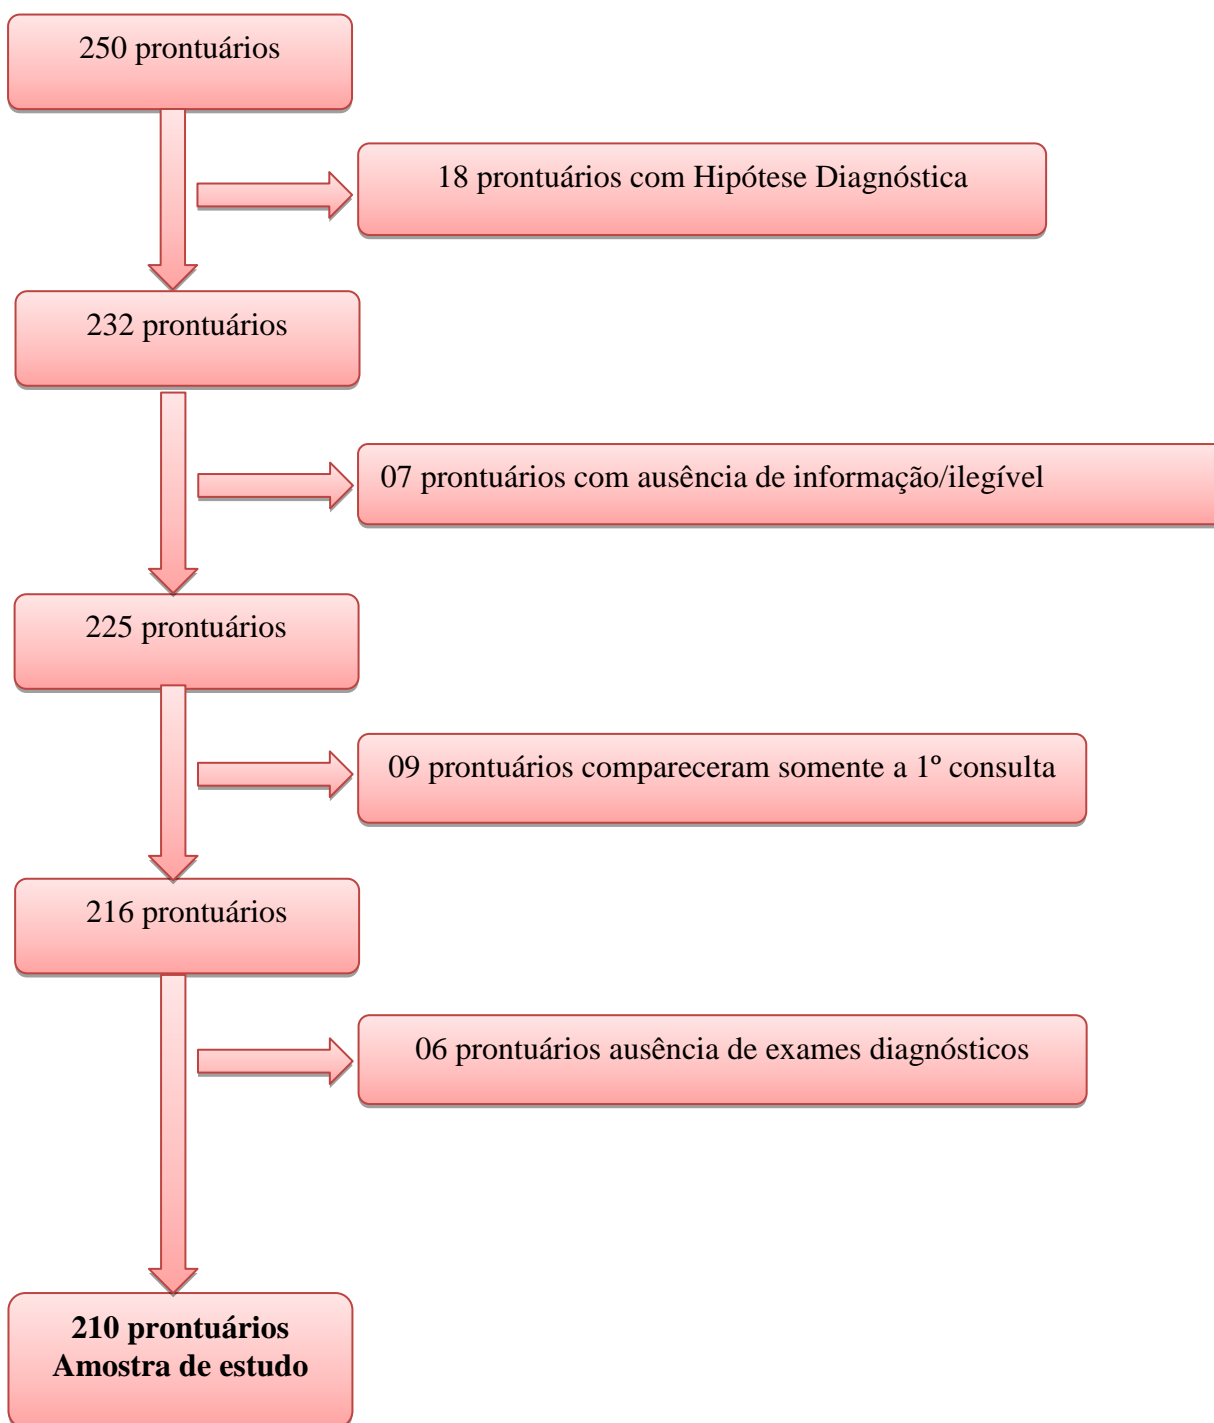 250 prontuários
18 prontuários com Hipótese Diagnóstica
232 prontuários
07 prontuários com ausência de informação/ilegível
225 prontuários
09 prontuários compareceram somente a 1º consulta
216 prontuários
06 prontuários ausência de exames diagnósticos
210 prontuários
Amostra de estudo